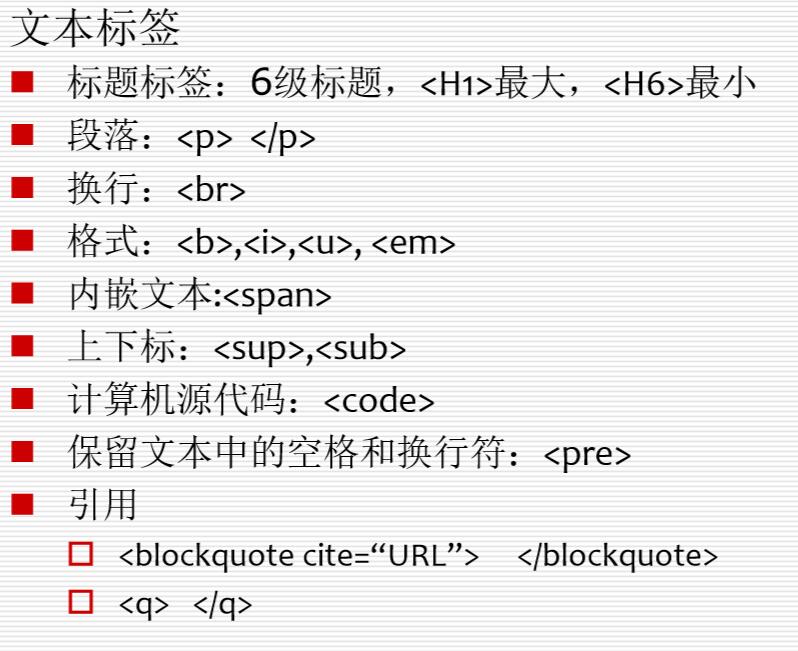 文本标签
标题标签：6级标题，<H1>最大，<H6>最小
段落：<p> </p>
换行：<br>
格式：<b>,<i>,<u>, <em>
内嵌文本:<span>
上下标：<sup>,<sub>
计算机源代码：<code>
保留文本中的空格和换行符：<pre>
引用
<blockquote cite=“URL”> </blockquote>
<q> </q>